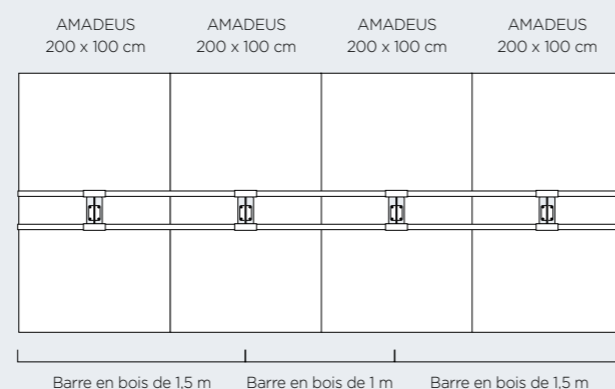 AMADEUS
200 x 100 cm
AMADEUS
200 x 100 cm
AMADEUS
200 x 100 cm
AMADEUS
200 x 100 cm
Barre en bois de 1,5 m
Barre en bois de 1 m
Barre en bois de 1,5 m